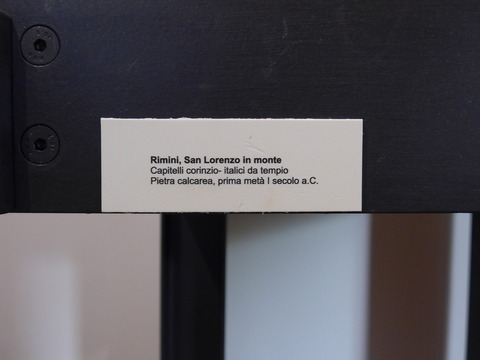 Rimini, San Lorenzo in monte
Capitelli corinzio- italici da tempio
Pietra calcarea, prima metà I secolo a.C.